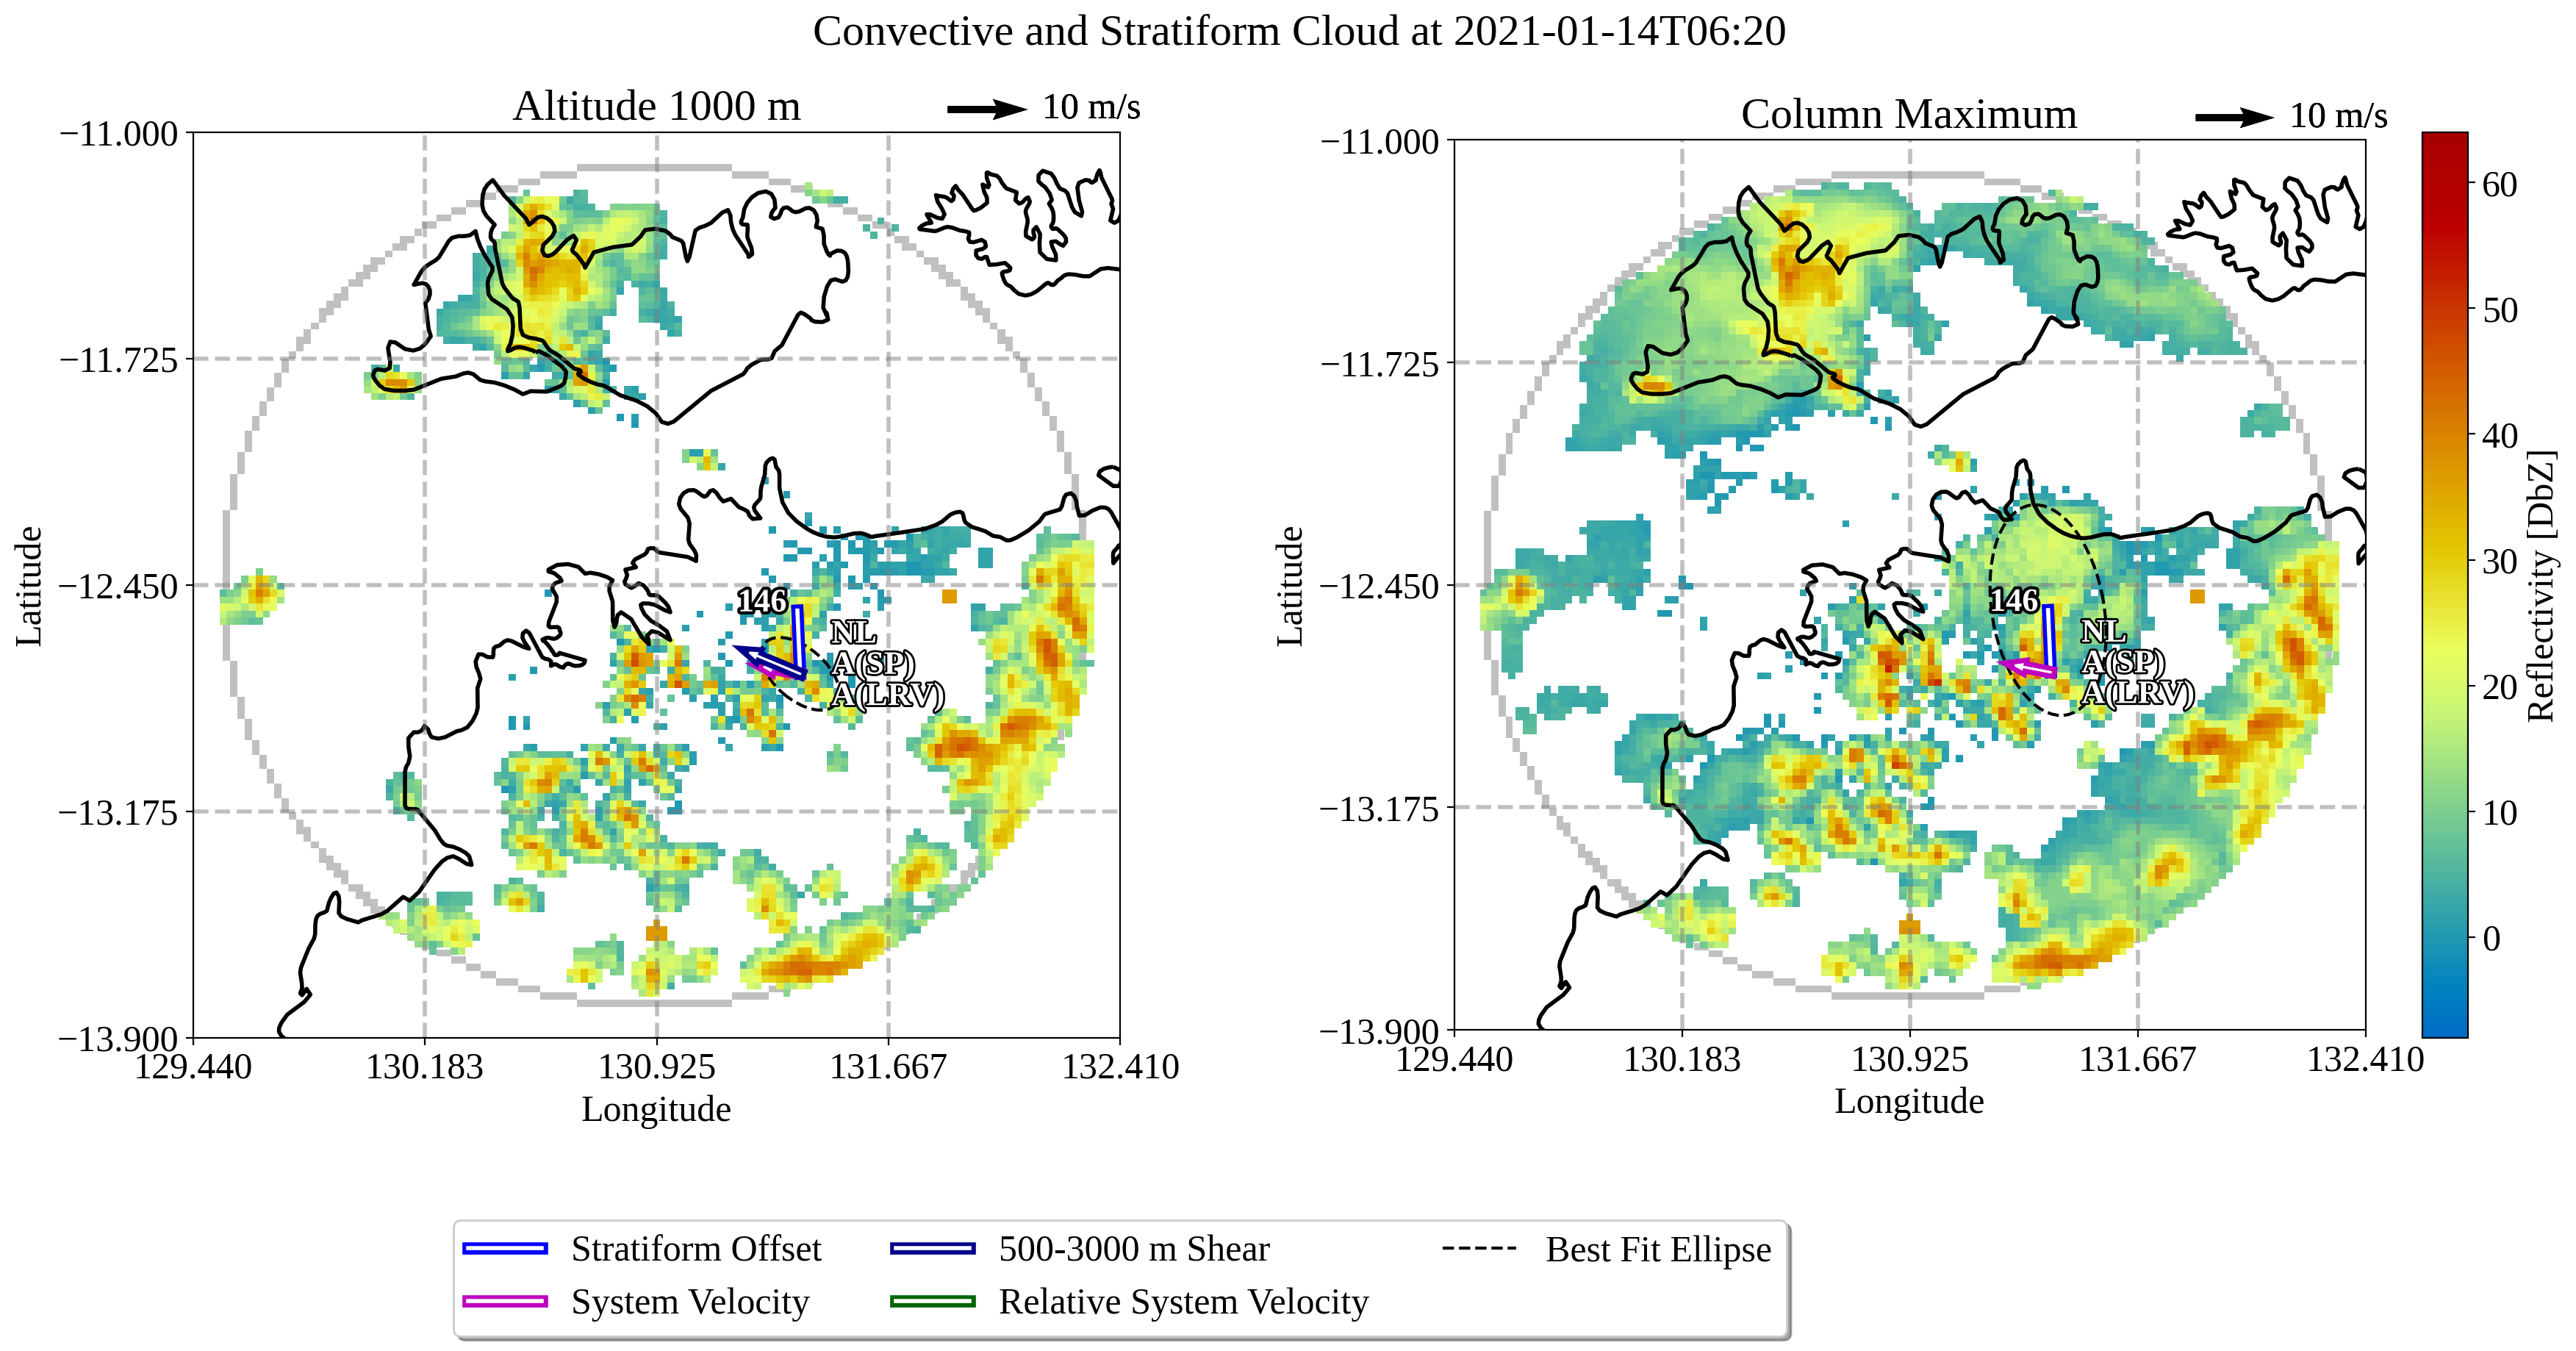 Convective and Stratiform Cloud at 2021-01-14T06:20
Altitude 1000 m
10 m/s
−11.000
−11.725
−12.450
−13.175
−13.900
Latitude
129.440
130.183
130.925
131.667
132.410
Longitude
146
NL
A(SP)
A(LRV)
Column Maximum
10 m/s
−11.000
−11.725
−12.450
−13.175
−13.900
Latitude
129.440
130.183
130.925
131.667
132.410
Longitude
146
NL
A(SP)
A(LRV)
60
50
40
30
20
10
0
Reflectivity [DbZ]
Stratiform Offset
System Velocity
500-3000 m Shear
Relative System Velocity
Best Fit Ellipse